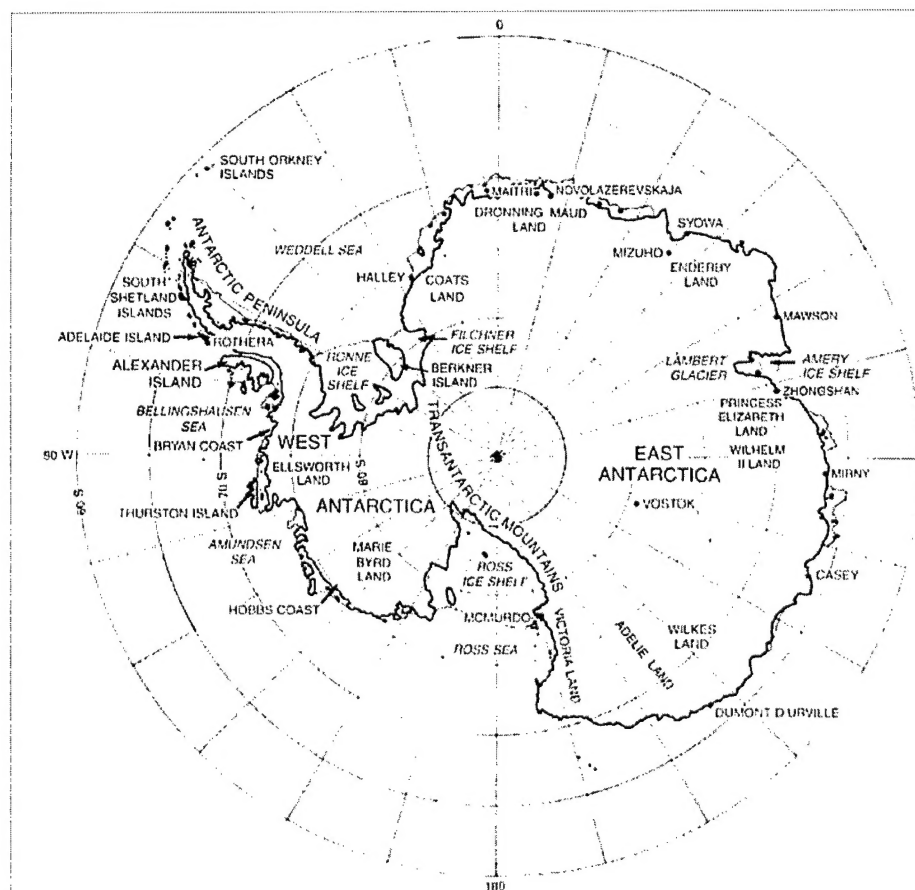 0
SOUTH ORKNEY
ISLANDS
MAITRI
NOVOLAZEREVSKAJA
DRONNING MAUD
LAND
SYOWA
ANTARCTIC PENINSULA
WEDDELL SEA
MIZUHO
ENDERBY
LAND
HALLEY
COATS
LAND
SOUTH
SHETLAND
ISLANDS
MAWSON
ADELAIDE ISLAND
ROTHERA
FILCHNER
ICE SHELF
RONNE
ICE
SHELF
BERKNER
ISLAND
LAMBERT
GLACIER
AMERY
ICE SHELF
ALEXANDER
ISLAND
ZHONGSHAN
BELLINGSHAUSEN
SEA
PRINCESS
ELIZABETH
LAND
BRYAN COAST
WEST
ANTARCTICA
TRANSANTARCTIC MOUNTAINS
EAST
ANTARCTICA
WILHELM
II LAND
90 W
60 S
70 S
80 S
ELLSWORTH
LAND
MIRNY
THURSTON ISLAND
VOSTOK
AMUNDSEN
SEA
MARIE
BYRD
LAND
ROSS
ICE SHELF
CASEY
HOBBS COAST
MCMURDO
VICTORIA LAND
ADELIE LAND
WILKES
LAND
ROSS SEA
DUMONT D'URVILLE
180